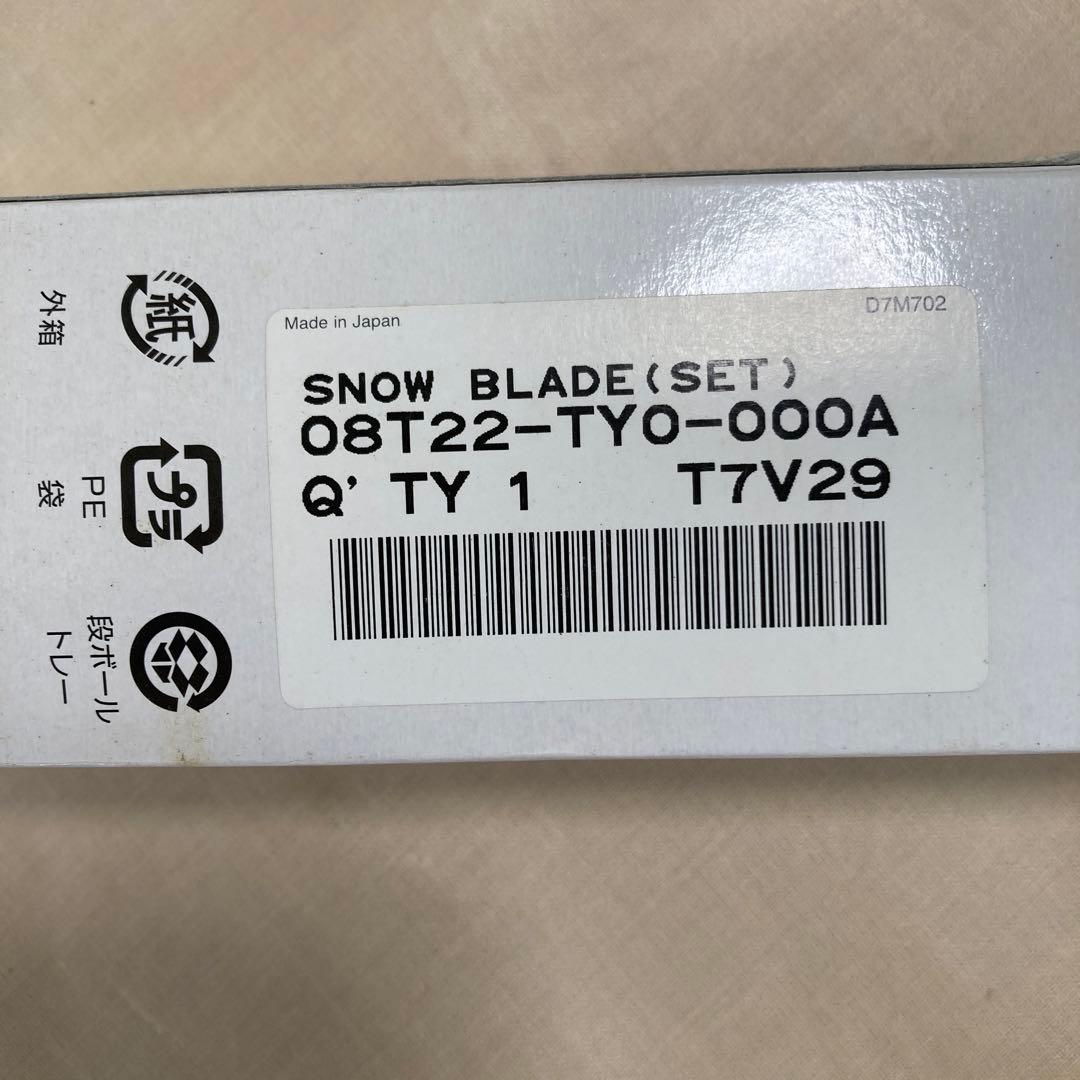 外箱
紙
PE
袋
プラ
段ボール
トレー
Made in Japan
D7M702
SNOW BLADE(SET)
08T22-TY0-000A
Q' TY 1 T7V29